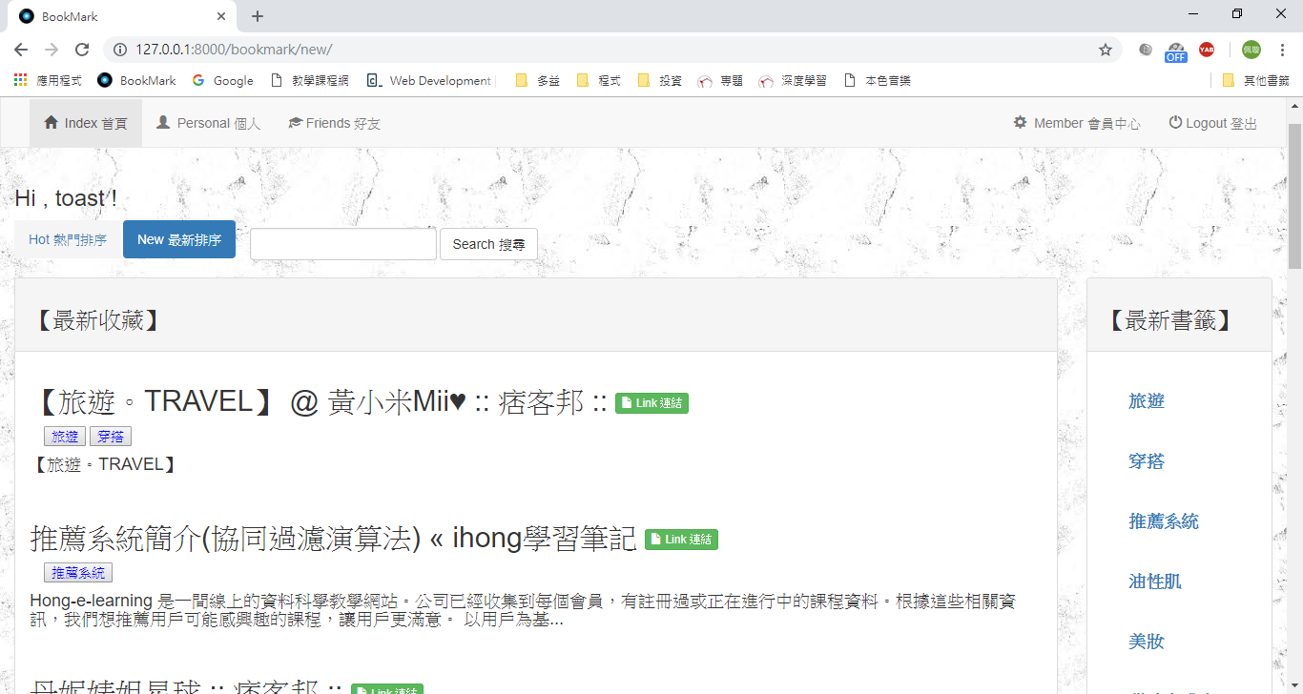 BookMark
127.0.0.1:8000/bookmark/new/
OFF
YAB
佩璇
應用程式 BookMark Google 教學課程網 Web Development 多益 程式 投資 專題 深度學習 本色音樂 其他書籤
Index 首頁 Personal 個人 Friends 好友 Member 會員中心 Logout 登出
Hi , toast !
Hot 熱門排序 New 最新排序 Search 搜尋
【最新收藏】
【旅遊。TRAVEL】 @ 黃小米Mii♥ :: 痞客邦 :: Link 連結
旅遊 穿搭
【旅遊。TRAVEL】
推薦系統簡介(協同過濾演算法) « ihong學習筆記 Link 連結
推薦系統
Hong-e-learning 是一間線上的資料科學教學網站。公司已經收集到每個會員，有註冊過或正在進行中的課程資料。根據這些相關資
訊，我們想推薦用戶可能感興趣的課程，讓用戶更滿意。 以用戶為基...
丹妮婊姐星球 :: 痞客邦 :: Link 連結
【最新書籤】
旅遊
穿搭
推薦系統
油性肌
美妝